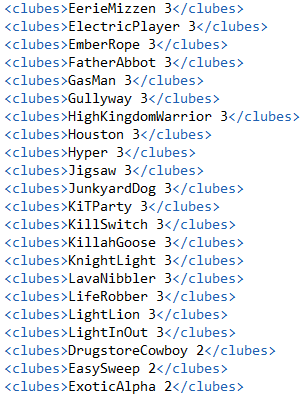 <clubes>EerieMizzen 3</clubes>
<clubes>ElectricPlayer 3</clubes>
<clubes>EmberRope 3</clubes>
<clubes>FatherAbbot 3</clubes>
<clubes>GasMan 3</clubes>
<clubes>Gullyway 3</clubes>
<clubes>HighKingdomWarrior 3</clubes>
<clubes>Houston 3</clubes>
<clubes>Hyper 3</clubes>
<clubes>Jigsaw 3</clubes>
<clubes>JunkyardDog 3</clubes>
<clubes>KiTParty 3</clubes>
<clubes>KillSwitch 3</clubes>
<clubes>KillahGoose 3</clubes>
<clubes>KnightLight 3</clubes>
<clubes>LavaNibbler 3</clubes>
<clubes>LifeRobber 3</clubes>
<clubes>LightLion 3</clubes>
<clubes>LightInOut 3</clubes>
<clubes>DrugstoreCowboy 2</clubes>
<clubes>EasySweep 2</clubes>
<clubes>ExoticAlpha 2</clubes>